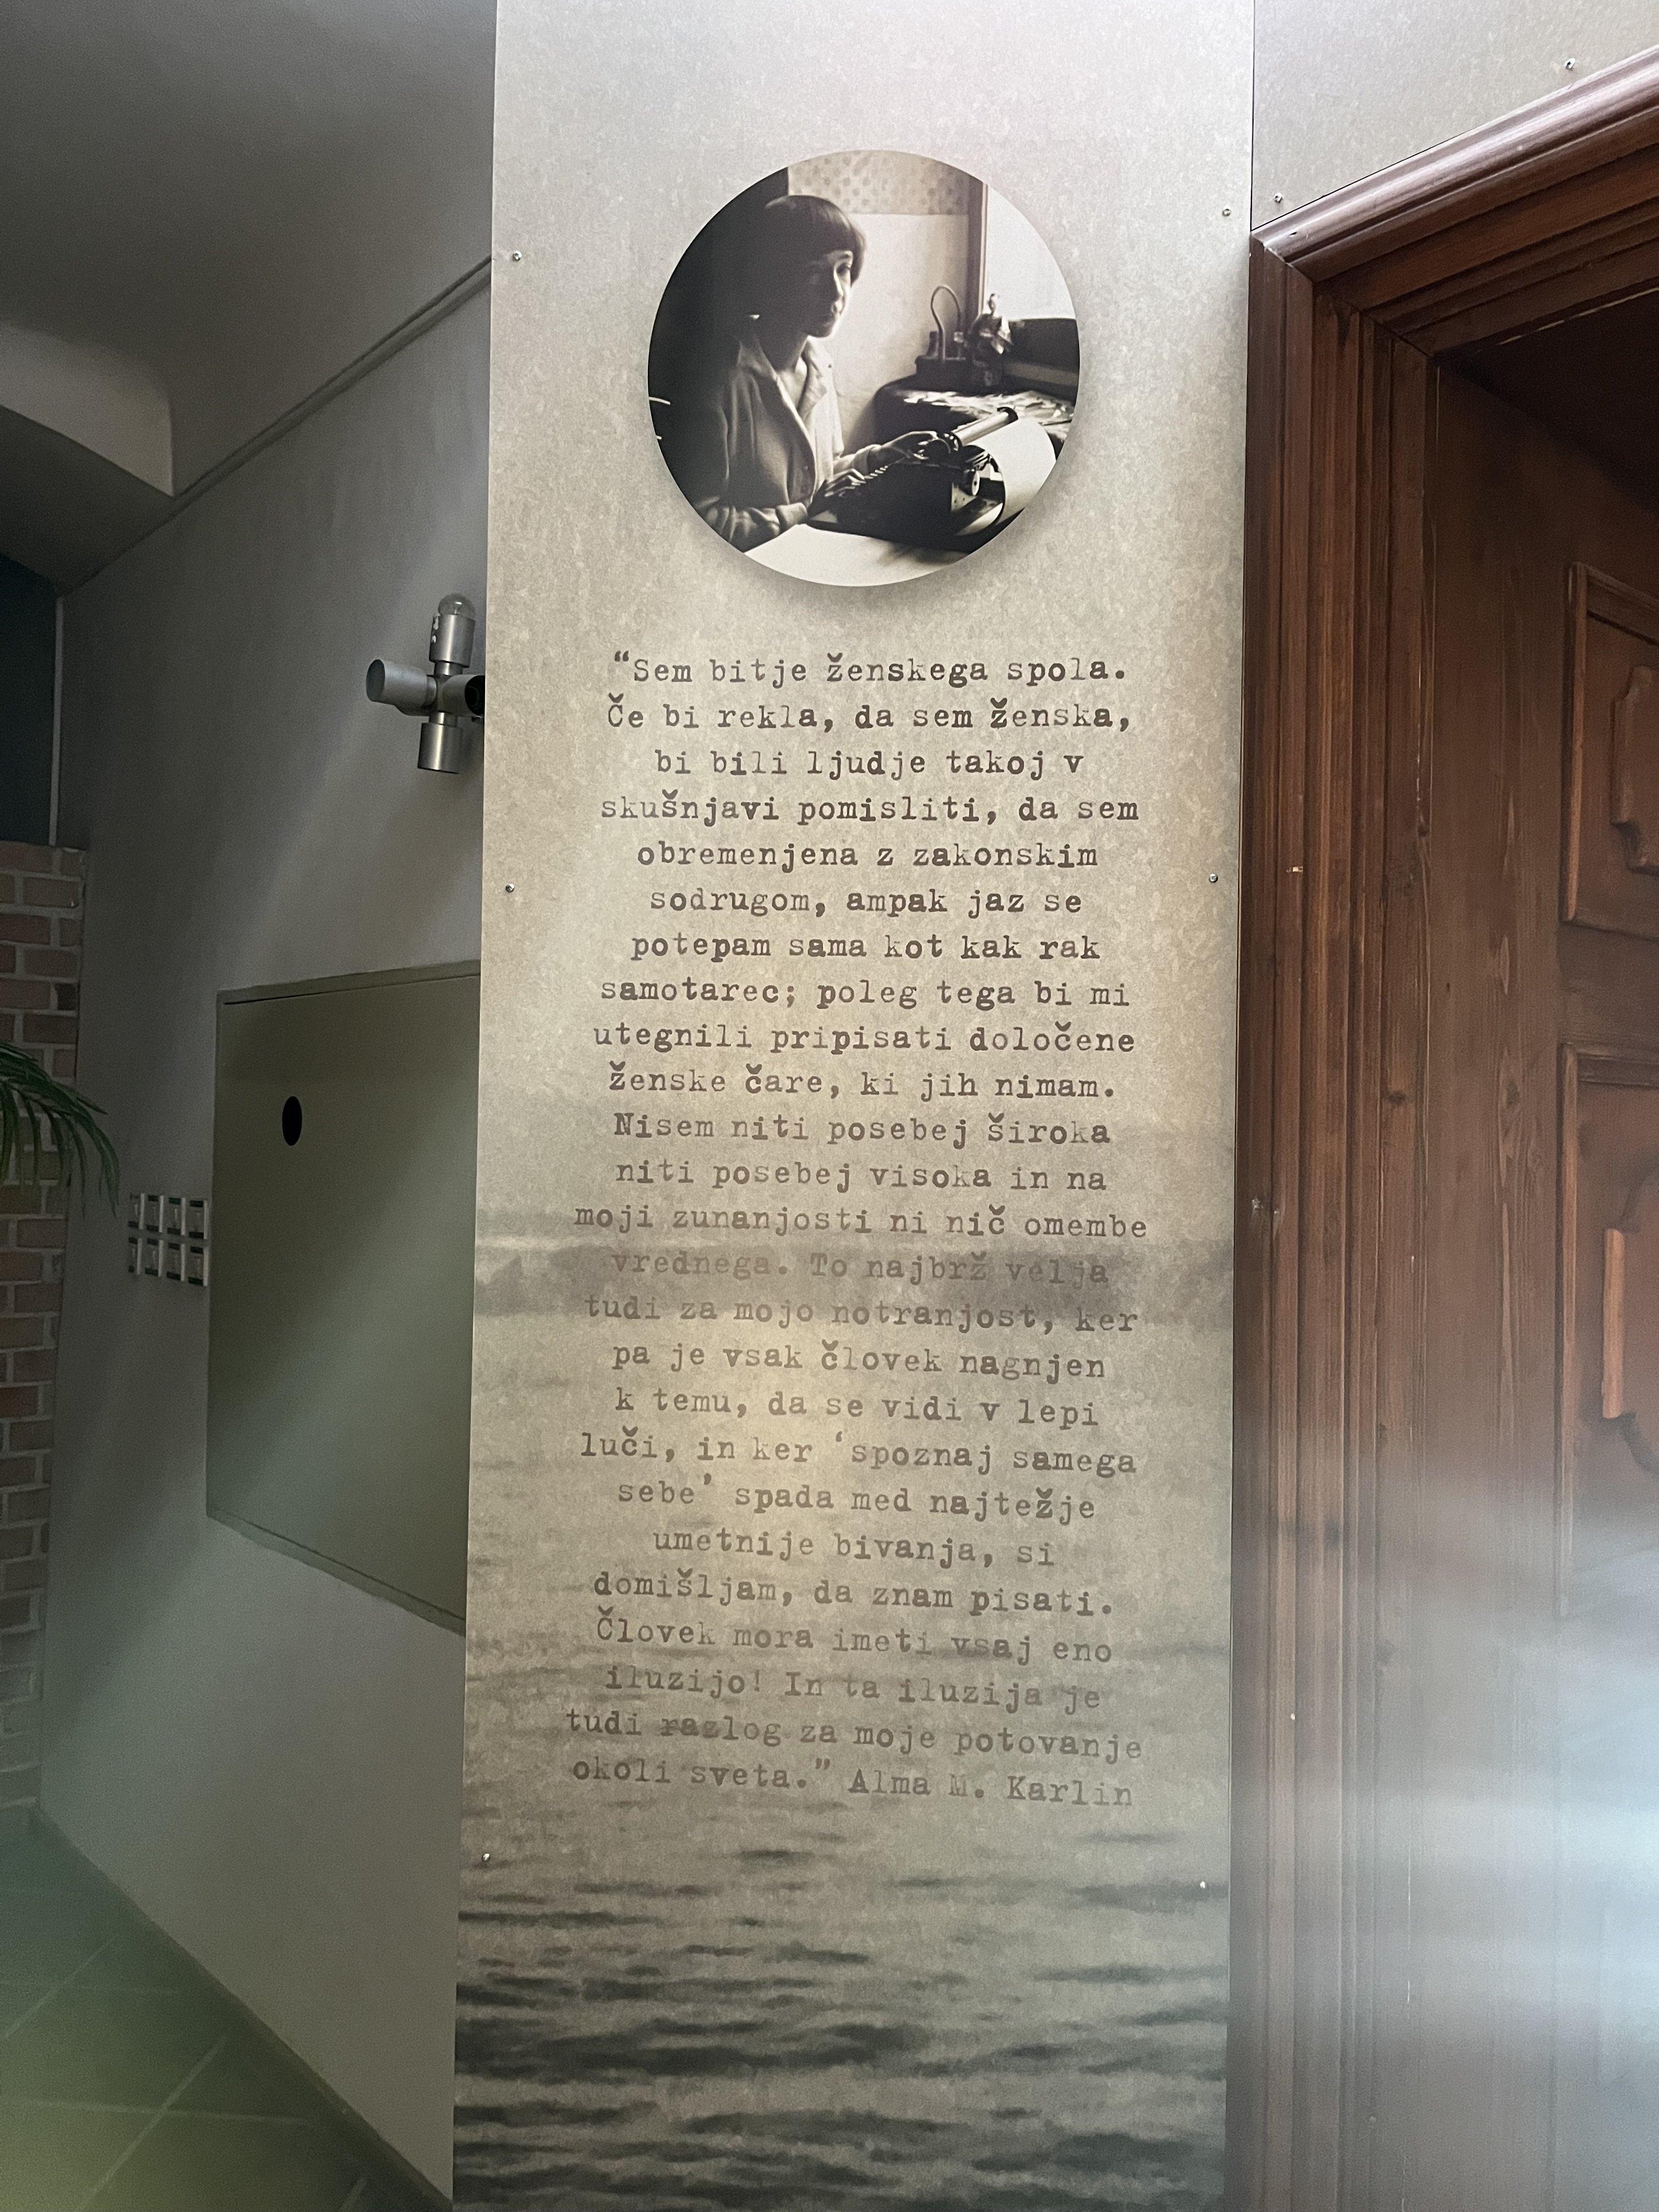 “Sem bitje ženskega spola.
Če bi rekla, da sem ženska,
bi bili ljudje takoj v
skušnjavi pomisliti, da sem
obremenjena z zakonskim
sodrugom, ampak jaz se
potepam sama kot kak rak
samotarec; poleg tega bi mi
utegnili pripisati določene
ženske čare, ki jih nimam.
Nisem niti posebej široka
niti posebej visoka in na
moji zunanjosti ni nič omembe
vrednega. To najbrž velja
tudi za mojo notranjost, ker
pa je vsak človek nagnjen
k temu, da se vidi v lepi
luči, in ker ‘spoznaj samega
sebe’ spada med najtežje
umetnije bivanja, si
domišljam, da znam pisati.
Človek mora imeti vsaj eno
iluzijo! In ta iluzija je
tudi razlog za moje potovanje
okoli sveta.” Alma M. Karlin